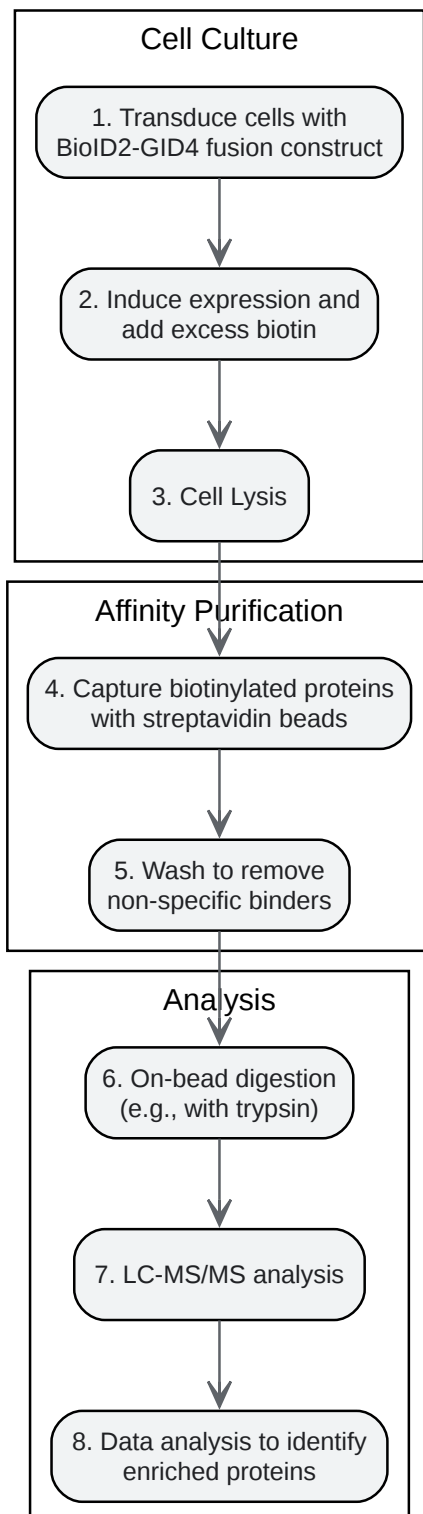 Cell Culture
1. Transduce cells with
BioID2-GID4 fusion construct
2. Induce expression and
add excess biotin
3. Cell Lysis
Affinity Purification
4. Capture biotinylated proteins
with streptavidin beads
5. Wash to remove
non-specific binders
Analysis
6. On-bead digestion
(e.g., with trypsin)
7. LC-MS/MS analysis
8. Data analysis to identify
enriched proteins